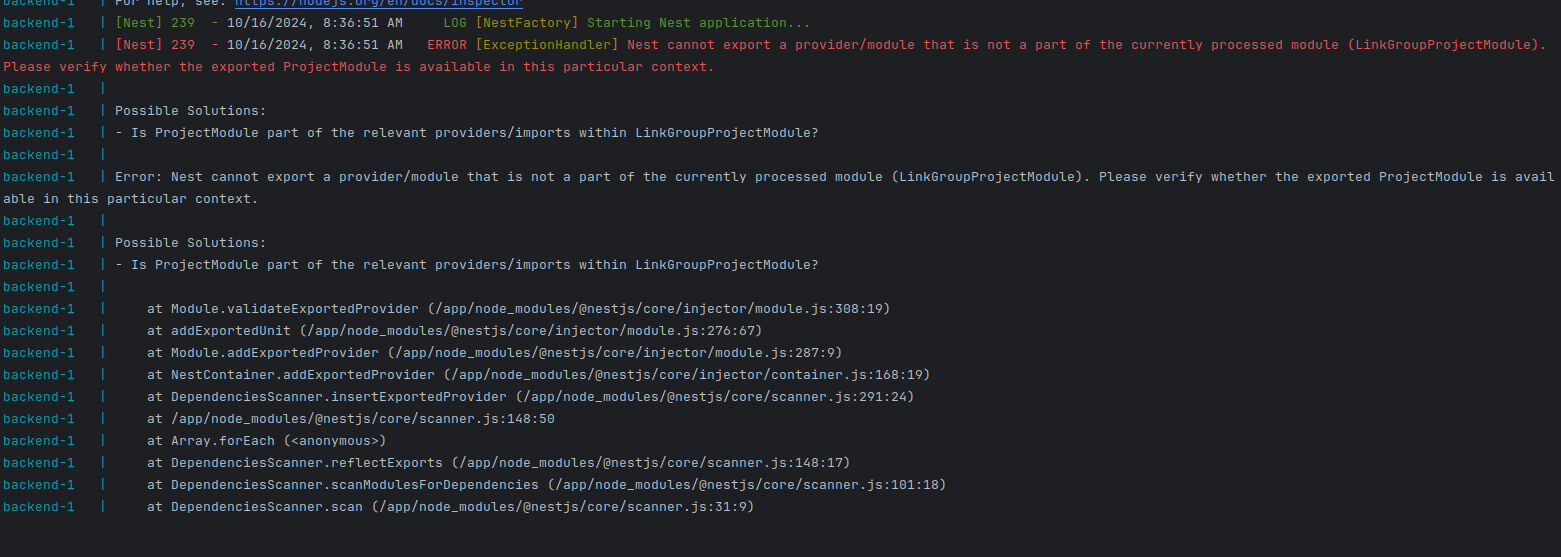 backend-1   | For help, see: https://nodejs.org/en/docs/inspector
backend-1   | [Nest] 239  - 10/16/2024, 8:36:51 AM     LOG [NestFactory] Starting Nest application...
backend-1   | [Nest] 239  - 10/16/2024, 8:36:51 AM   ERROR [ExceptionHandler] Nest cannot export a provider/module that is not a part of the currently processed module (LinkGroupProjectModule).
Please verify whether the exported ProjectModule is available in this particular context.
backend-1   |
backend-1   | Possible Solutions:
backend-1   | - Is ProjectModule part of the relevant providers/imports within LinkGroupProjectModule?
backend-1   |
backend-1   | Error: Nest cannot export a provider/module that is not a part of the currently processed module (LinkGroupProjectModule). Please verify whether the exported ProjectModule is avail
able in this particular context.
backend-1   |
backend-1   | Possible Solutions:
backend-1   | - Is ProjectModule part of the relevant providers/imports within LinkGroupProjectModule?
backend-1   |
backend-1   |     at Module.validateExportedProvider (/app/node_modules/@nestjs/core/injector/module.js:308:19)
backend-1   |     at addExportedUnit (/app/node_modules/@nestjs/core/injector/module.js:276:67)
backend-1   |     at Module.addExportedProvider (/app/node_modules/@nestjs/core/injector/module.js:287:9)
backend-1   |     at NestContainer.addExportedProvider (/app/node_modules/@nestjs/core/injector/container.js:168:19)
backend-1   |     at DependenciesScanner.insertExportedProvider (/app/node_modules/@nestjs/core/scanner.js:291:24)
backend-1   |     at /app/node_modules/@nestjs/core/scanner.js:148:50
backend-1   |     at Array.forEach (<anonymous>)
backend-1   |     at DependenciesScanner.reflectExports (/app/node_modules/@nestjs/core/scanner.js:148:17)
backend-1   |     at DependenciesScanner.scanModulesForDependencies (/app/node_modules/@nestjs/core/scanner.js:101:18)
backend-1   |     at DependenciesScanner.scan (/app/node_modules/@nestjs/core/scanner.js:31:9)